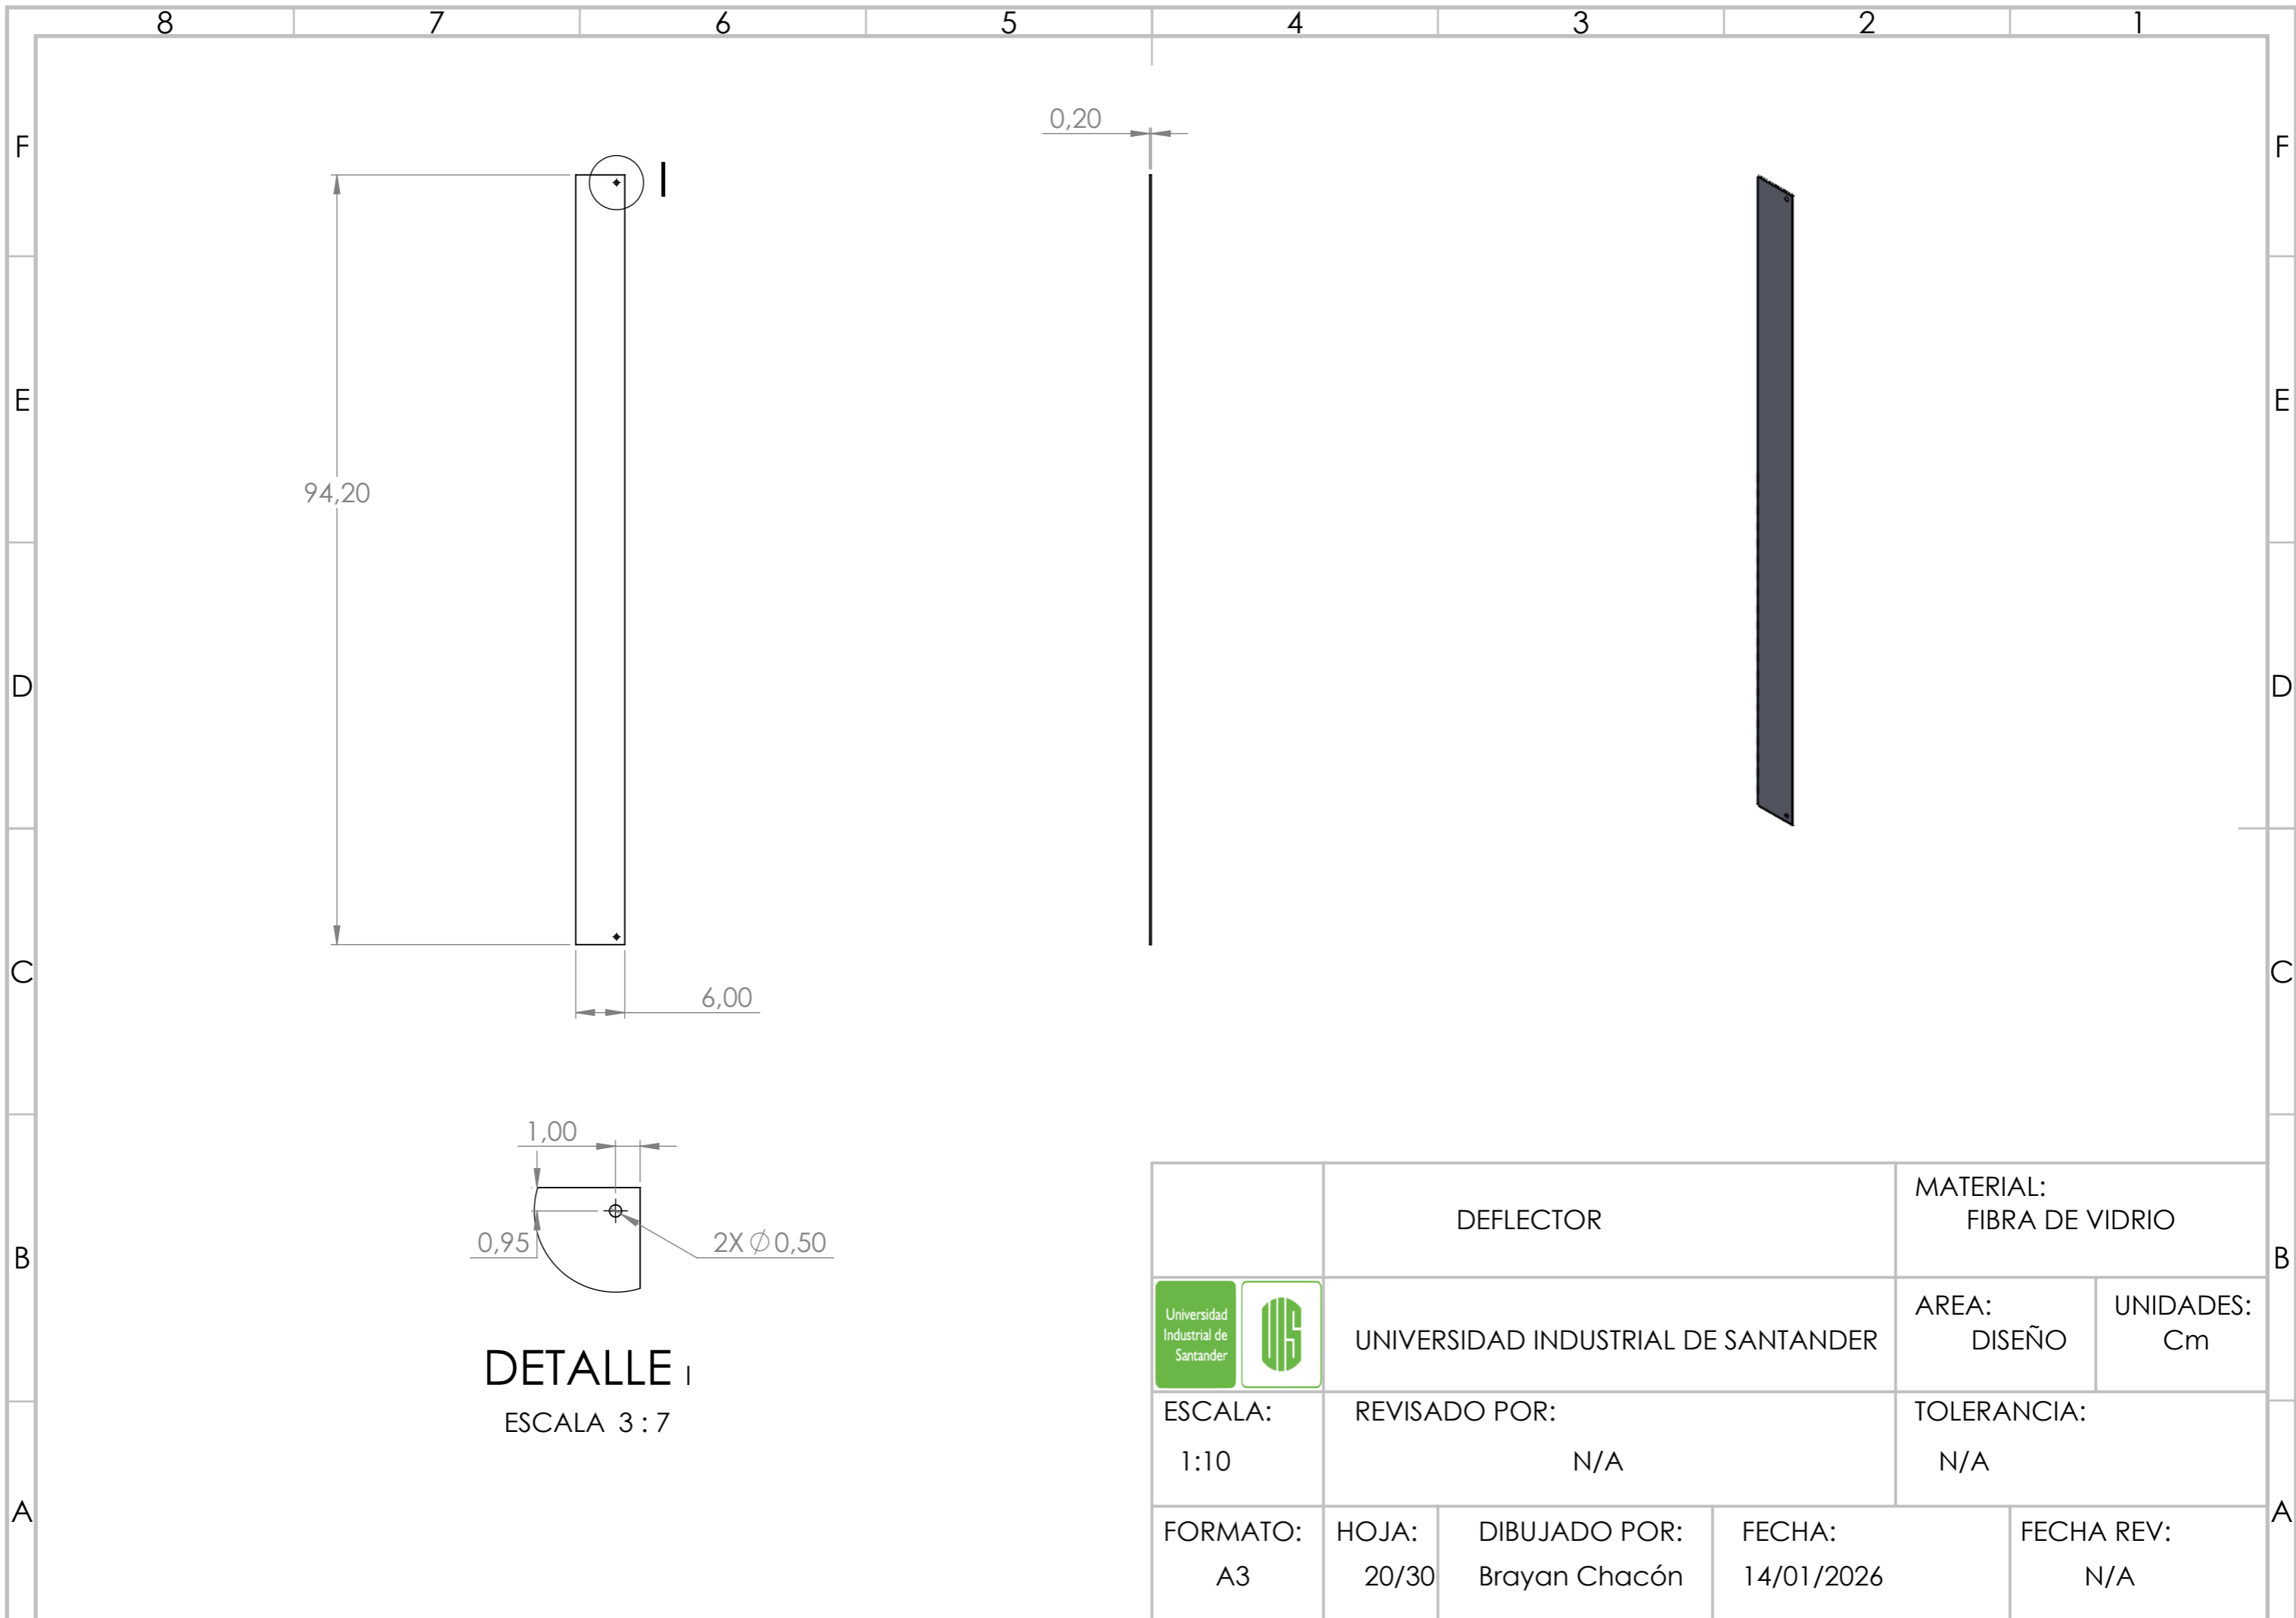 8 7 6 5 4 3 2 1
F
F
E
E
D
D
C
C
B
B
A
A
0,20
I
94,20
6,00
1,00
0,95
2X Ø 0,50
DETALLE I
ESCALA 3 : 7
DEFLECTOR
MATERIAL:
FIBRA DE VIDRIO
Universidad
Industrial de
Santander
UIS
UNIVERSIDAD INDUSTRIAL DE SANTANDER
AREA:
DISEÑO
UNIDADES:
Cm
ESCALA:
1:10
REVISADO POR:
N/A
TOLERANCIA:
N/A
FORMATO:
A3
HOJA:
20/30
DIBUJADO POR:
Brayan Chacón
FECHA:
14/01/2026
FECHA REV:
N/A